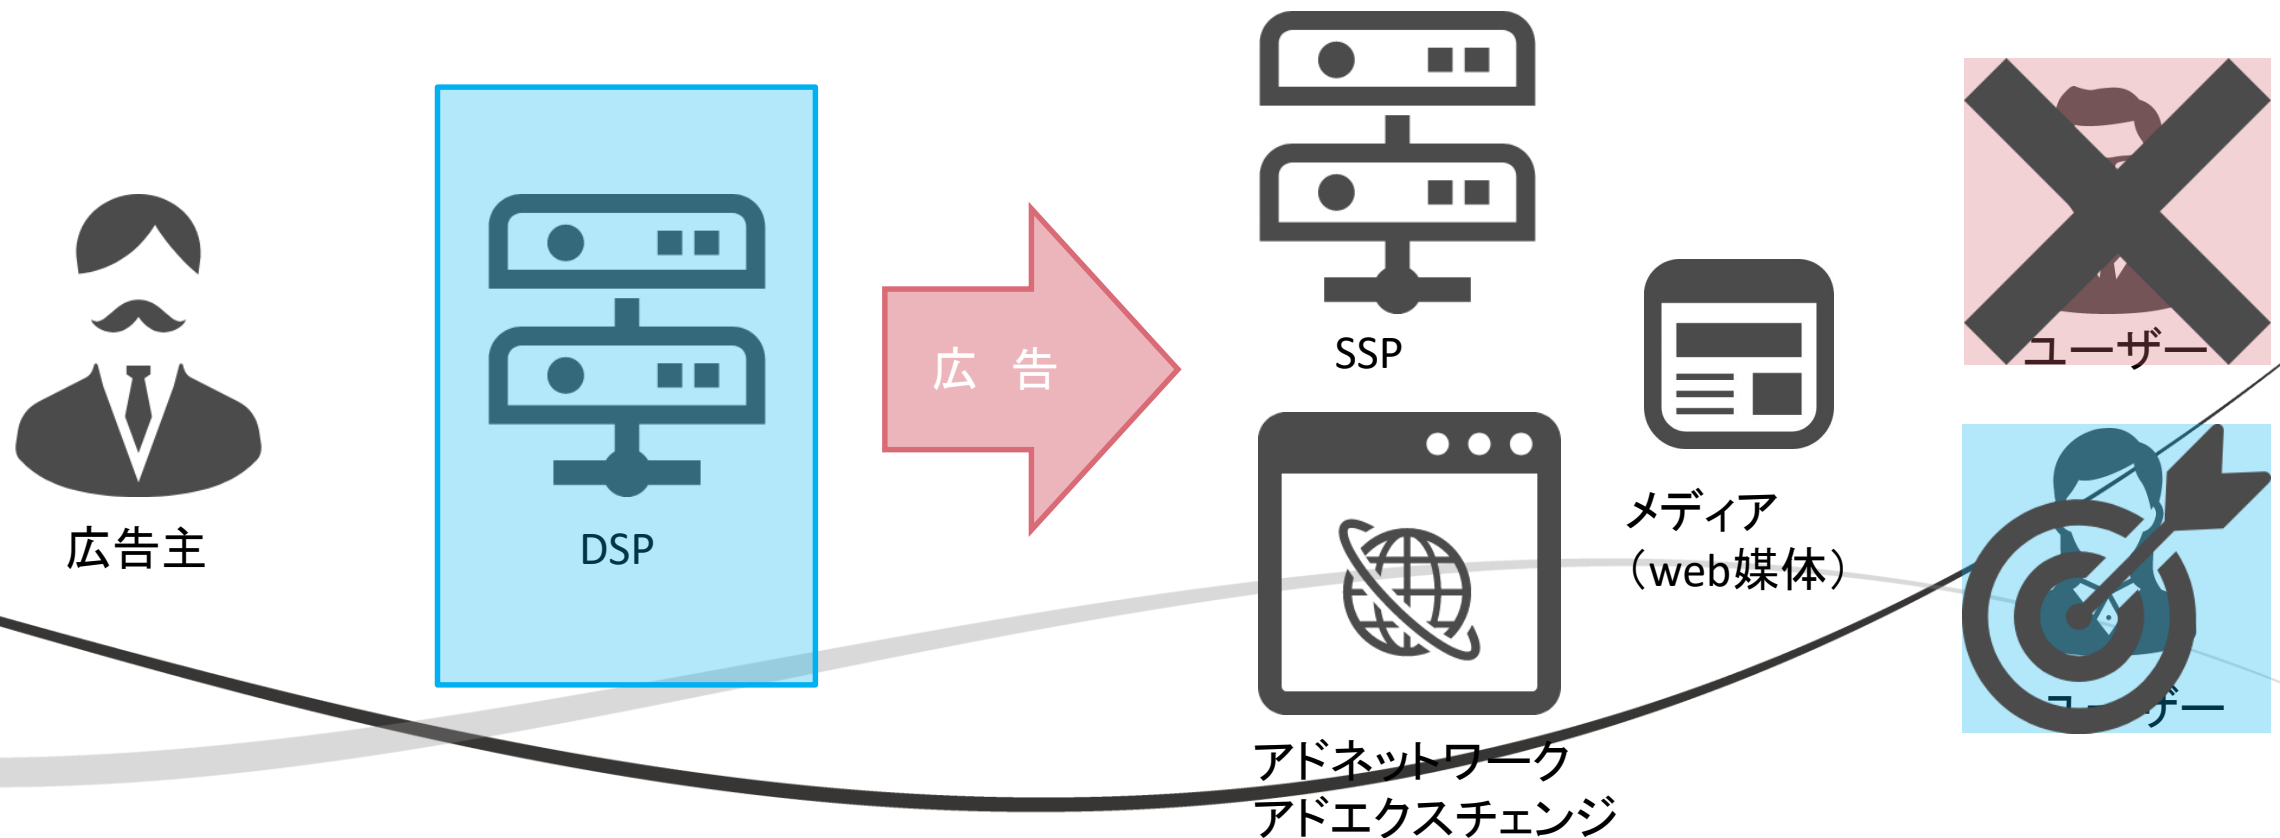 広告主
DSP
広 告
SSP
アドネットワーク
アドエクスチェンジ
メディア
（web媒体）
ユーザー
ユーザー